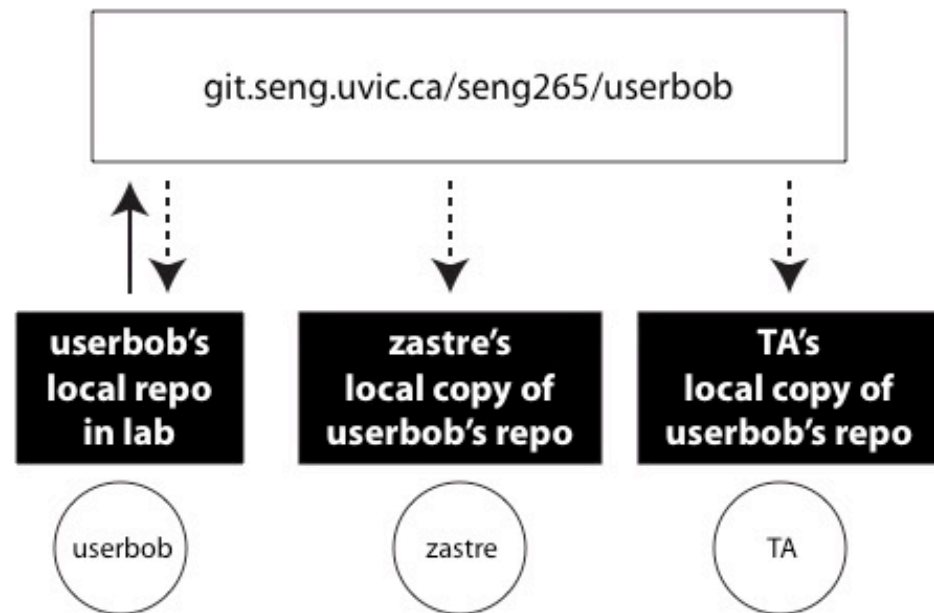 git.seng.uvic.ca/seng265/userbob
userbob’s
local repo
in lab
zastre’s
local copy of
userbob’s repo
TA’s
local copy of
userbob’s repo
userbob
zastre
TA